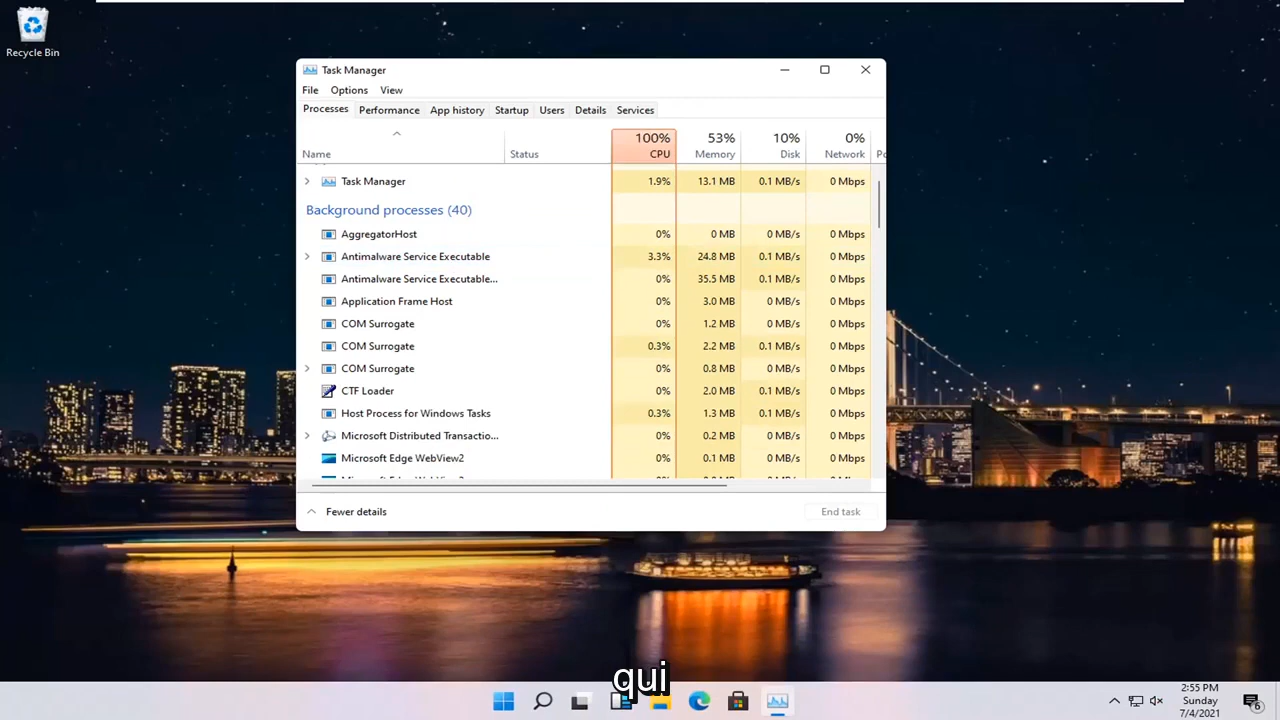 Recycle Bin
Task Manager
File Options View
Processes Performance App history Startup Users Details Services
100% 53% 10% 0%
Name Status CPU Memory Disk Network Po
Task Manager 1.9% 13.1 MB 0.1 MB/s 0 Mbps
Background processes (40)
AggregatorHost 0% 0 MB 0 MB/s 0 Mbps
Antimalware Service Executable 3.3% 24.8 MB 0.1 MB/s 0 Mbps
Antimalware Service Executable... 0% 35.5 MB 0.1 MB/s 0 Mbps
Application Frame Host 0% 3.0 MB 0 MB/s 0 Mbps
COM Surrogate 0% 1.2 MB 0 MB/s 0 Mbps
COM Surrogate 0.3% 2.2 MB 0.1 MB/s 0 Mbps
COM Surrogate 0% 0.8 MB 0 MB/s 0 Mbps
CTF Loader 0% 2.0 MB 0.1 MB/s 0 Mbps
Host Process for Windows Tasks 0.3% 1.3 MB 0.1 MB/s 0 Mbps
Microsoft Distributed Transactio... 0% 0.2 MB 0 MB/s 0 Mbps
Microsoft Edge WebView2 0% 0.1 MB 0 MB/s 0 Mbps
Fewer details End task
qui
2:55 PM
Sunday
7/4/2021
6